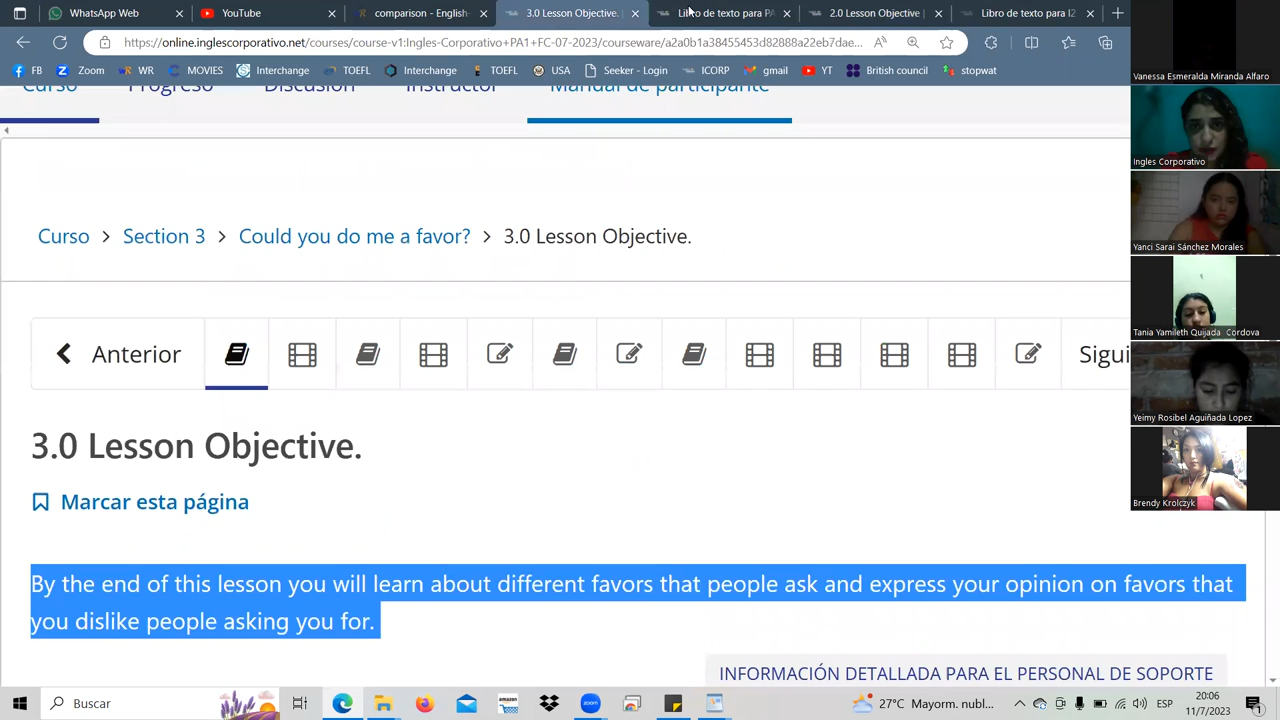 WhatsApp Web
YouTube
comparison - English-
3.0 Lesson Objective.
Libro de texto para PA
2.0 Lesson Objective
Libro de texto para I2
https://online.inglescorporativo.net/courses/course-v1:Ingles-Corporativo+PA1+FC-07-2023/courseware/a2a0b1a38455453d82888a22eb7dae...
FB
Zoom
WR
MOVIES
Interchange
TOEFL
Interchange
TOEFL
USA
Seeker - Login
ICORP
gmail
YT
British council
stopwat
Curso
Progreso
Discusión
Instructor
Manual de participante
Curso > Section 3 > Could you do me a favor? > 3.0 Lesson Objective.
Anterior
Sigui
3.0 Lesson Objective.
Marcar esta página
By the end of this lesson you will learn about different favors that people ask and express your opinion on favors that
you dislike people asking you for.
INFORMACIÓN DETALLADA PARA EL PERSONAL DE SOPORTE
Vanessa Esmeralda Miranda Alfaro
Ingles Corporativo
Yanci Sarai Sánchez Morales
Tania Yamileth Quijada Cordova
Yeimy Rosibel Aguiñada Lopez
Brendy Krolczyk
Buscar
27°C Mayorm. nubl...
ESP
20:06
11/7/2023